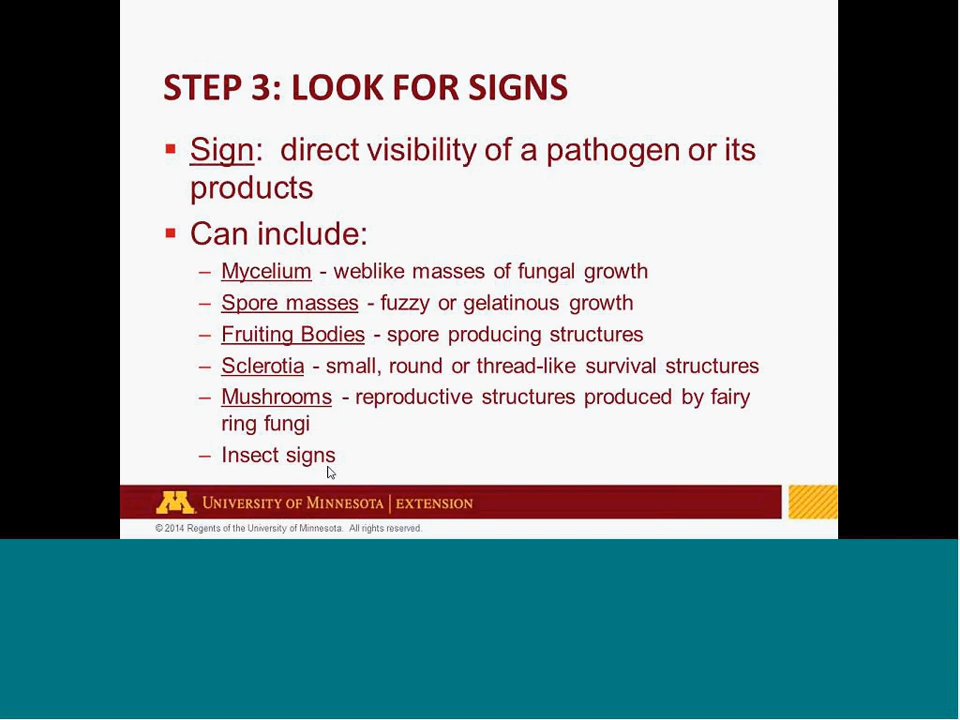 STEP 3: LOOK FOR SIGNS
▪ Sign: direct visibility of a pathogen or its
products
▪ Can include:
– Mycelium - weblike masses of fungal growth
– Spore masses - fuzzy or gelatinous growth
– Fruiting Bodies - spore producing structures
– Sclerotia - small, round or thread-like survival structures
– Mushrooms - reproductive structures produced by fairy
ring fungi
– Insect signs
M UNIVERSITY OF MINNESOTA | EXTENSION
© 2014 Regents of the University of Minnesota. All rights reserved.